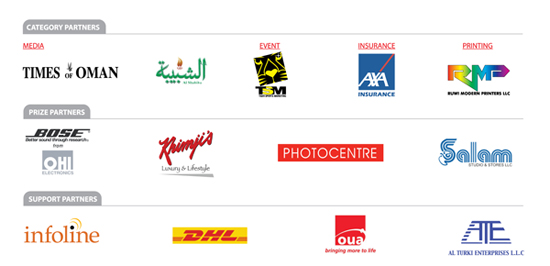 CATEGORY PARTNERS
MEDIA
EVENT
INSURANCE
PRINTING
TIMES OF OMAN
الشبيبة
Al Shabiba
TSM
AXA
INSURANCE
RMP
RUWI MODERN PRINTERS LLC
PRIZE PARTNERS
BOSE
Better sound through research
from
OHI
ELECTRONICS
Khimji's
Luxury & Lifestyle
PHOTOCENTRE
Salam
STUDIO & STORES LLC
SUPPORT PARTNERS
infoline
DHL
oua
bringing more to life
ATE
AL TURKI ENTERPRISES L.L.C